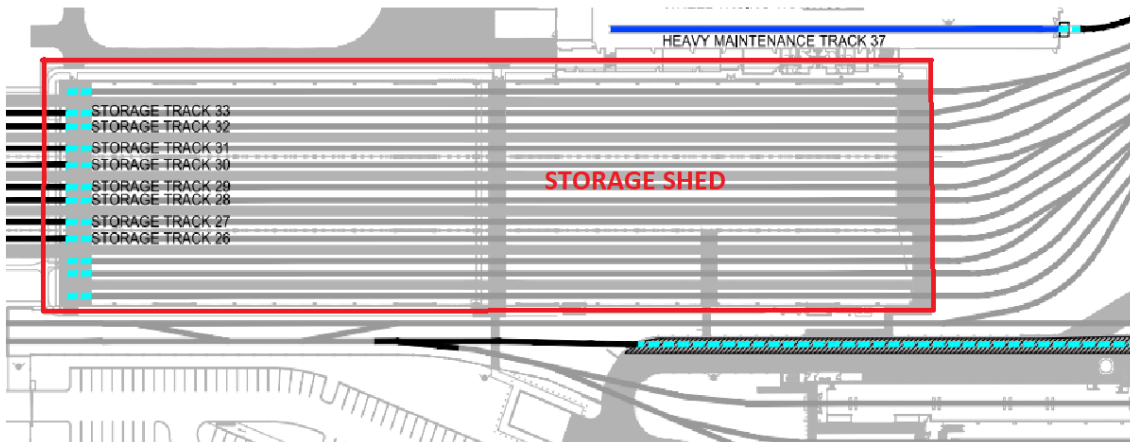 HEAVY MAINTENANCE TRACK 37
STORAGE TRACK 33
STORAGE TRACK 32
STORAGE TRACK 31
STORAGE TRACK 30
STORAGE SHED
STORAGE TRACK 29
STORAGE TRACK 28
STORAGE TRACK 27
STORAGE TRACK 26